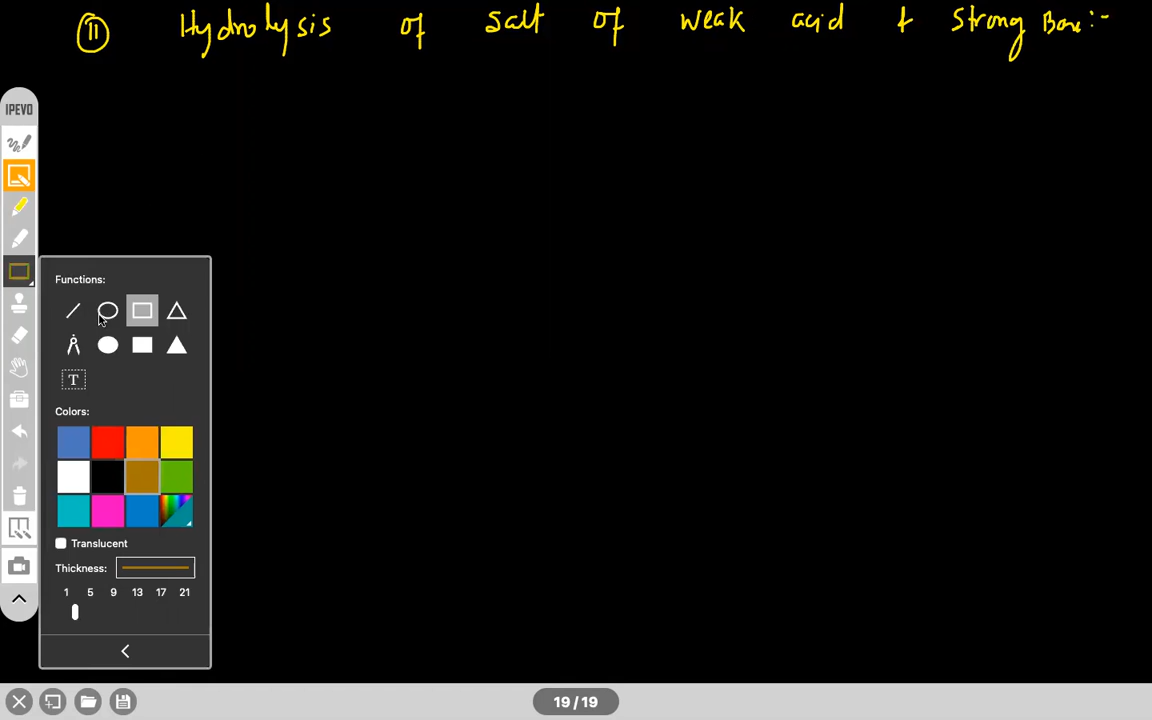 (11) Hydrolysis of salt of weak acid + Strong Base :-
IPEVO
Functions:
T
Colors:
Translucent
Thickness:
1 5 9 13 17 21
19 / 19